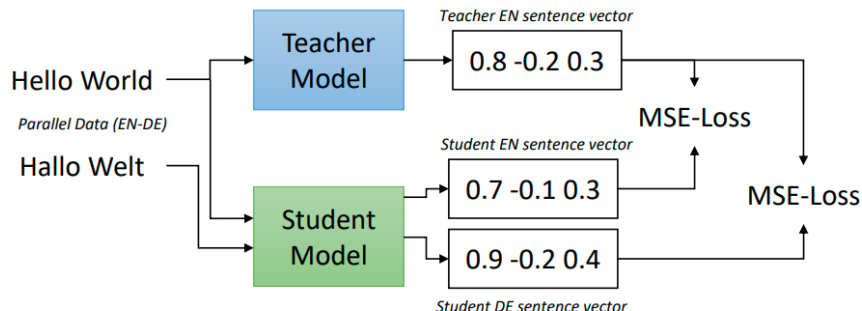 Teacher EN sentence vector
Teacher
Model
0.8 -0.2 0.3
Hello World
Parallel Data (EN-DE)
Hallo Welt
MSE-Loss
Student EN sentence vector
0.7 -0.1 0.3
Student
Model
MSE-Loss
0.9 -0.2 0.4
Student DE sentence vector